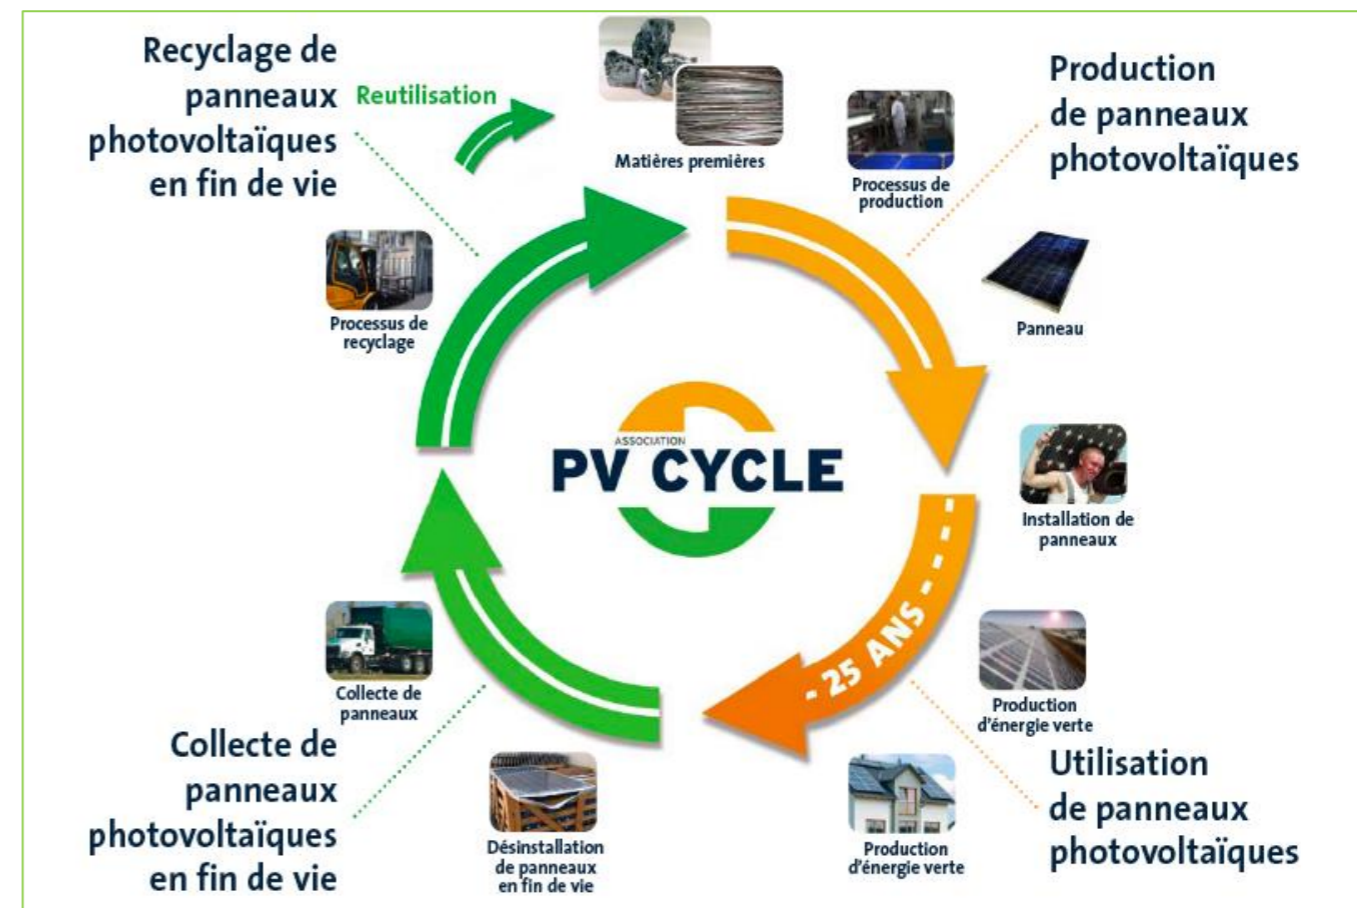 Recyclage de
panneaux
photovoltaïques
en fin de vie
Reutilisation
Matières premières
Processus de
production
Production
de panneaux
photovoltaïques
Panneau
Processus de
recyclage
ASSOCIATION
PV CYCLE
Installation de
panneaux
- 25 ANS -
Production
d'énergie verte
Collecte de
panneaux
Collecte de
panneaux
photovoltaïques
en fin de vie
Désinstallation
de panneaux
en fin de vie
Production
d'énergie verte
Utilisation
de panneaux
photovoltaïques